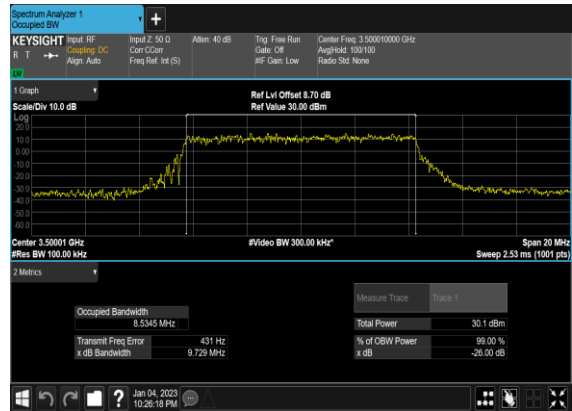 Spectrum Analyzer 1
Occupied BW
+
KEYSIGHT
R T
Input: RF
Coupling: DC
Align: Auto
Input Z: 50 Ω
Corr CCorr
Freq Ref: Int (S)
Atten: 40 dB
Trig: Free Run
Gate: Off
#IF Gain: Low
Center Freq: 3.500010000 GHz
Avg|Hold: 100/100
Radio Std: None
1 Graph
Scale/Div 10.0 dB
Ref Lvl Offset 8.70 dB
Ref Value 30.00 dBm
Log
20.0
10.0
0.00
-10.0
-20.0
-30.0
-40.0
-50.0
-60.0
Center 3.50001 GHz
#Res BW 100.00 kHz
#Video BW 300.00 kHz*
Span 20 MHz
Sweep 2.53 ms (1001 pts)
2 Metrics
Measure Trace
Trace 1
Occupied Bandwidth
8.5345 MHz
Total Power
30.1 dBm
Transmit Freq Error
431 Hz
% of OBW Power
99.00 %
x dB Bandwidth
9.729 MHz
x dB
-26.00 dB
?
Jan 04, 2023
10:26:18 PM